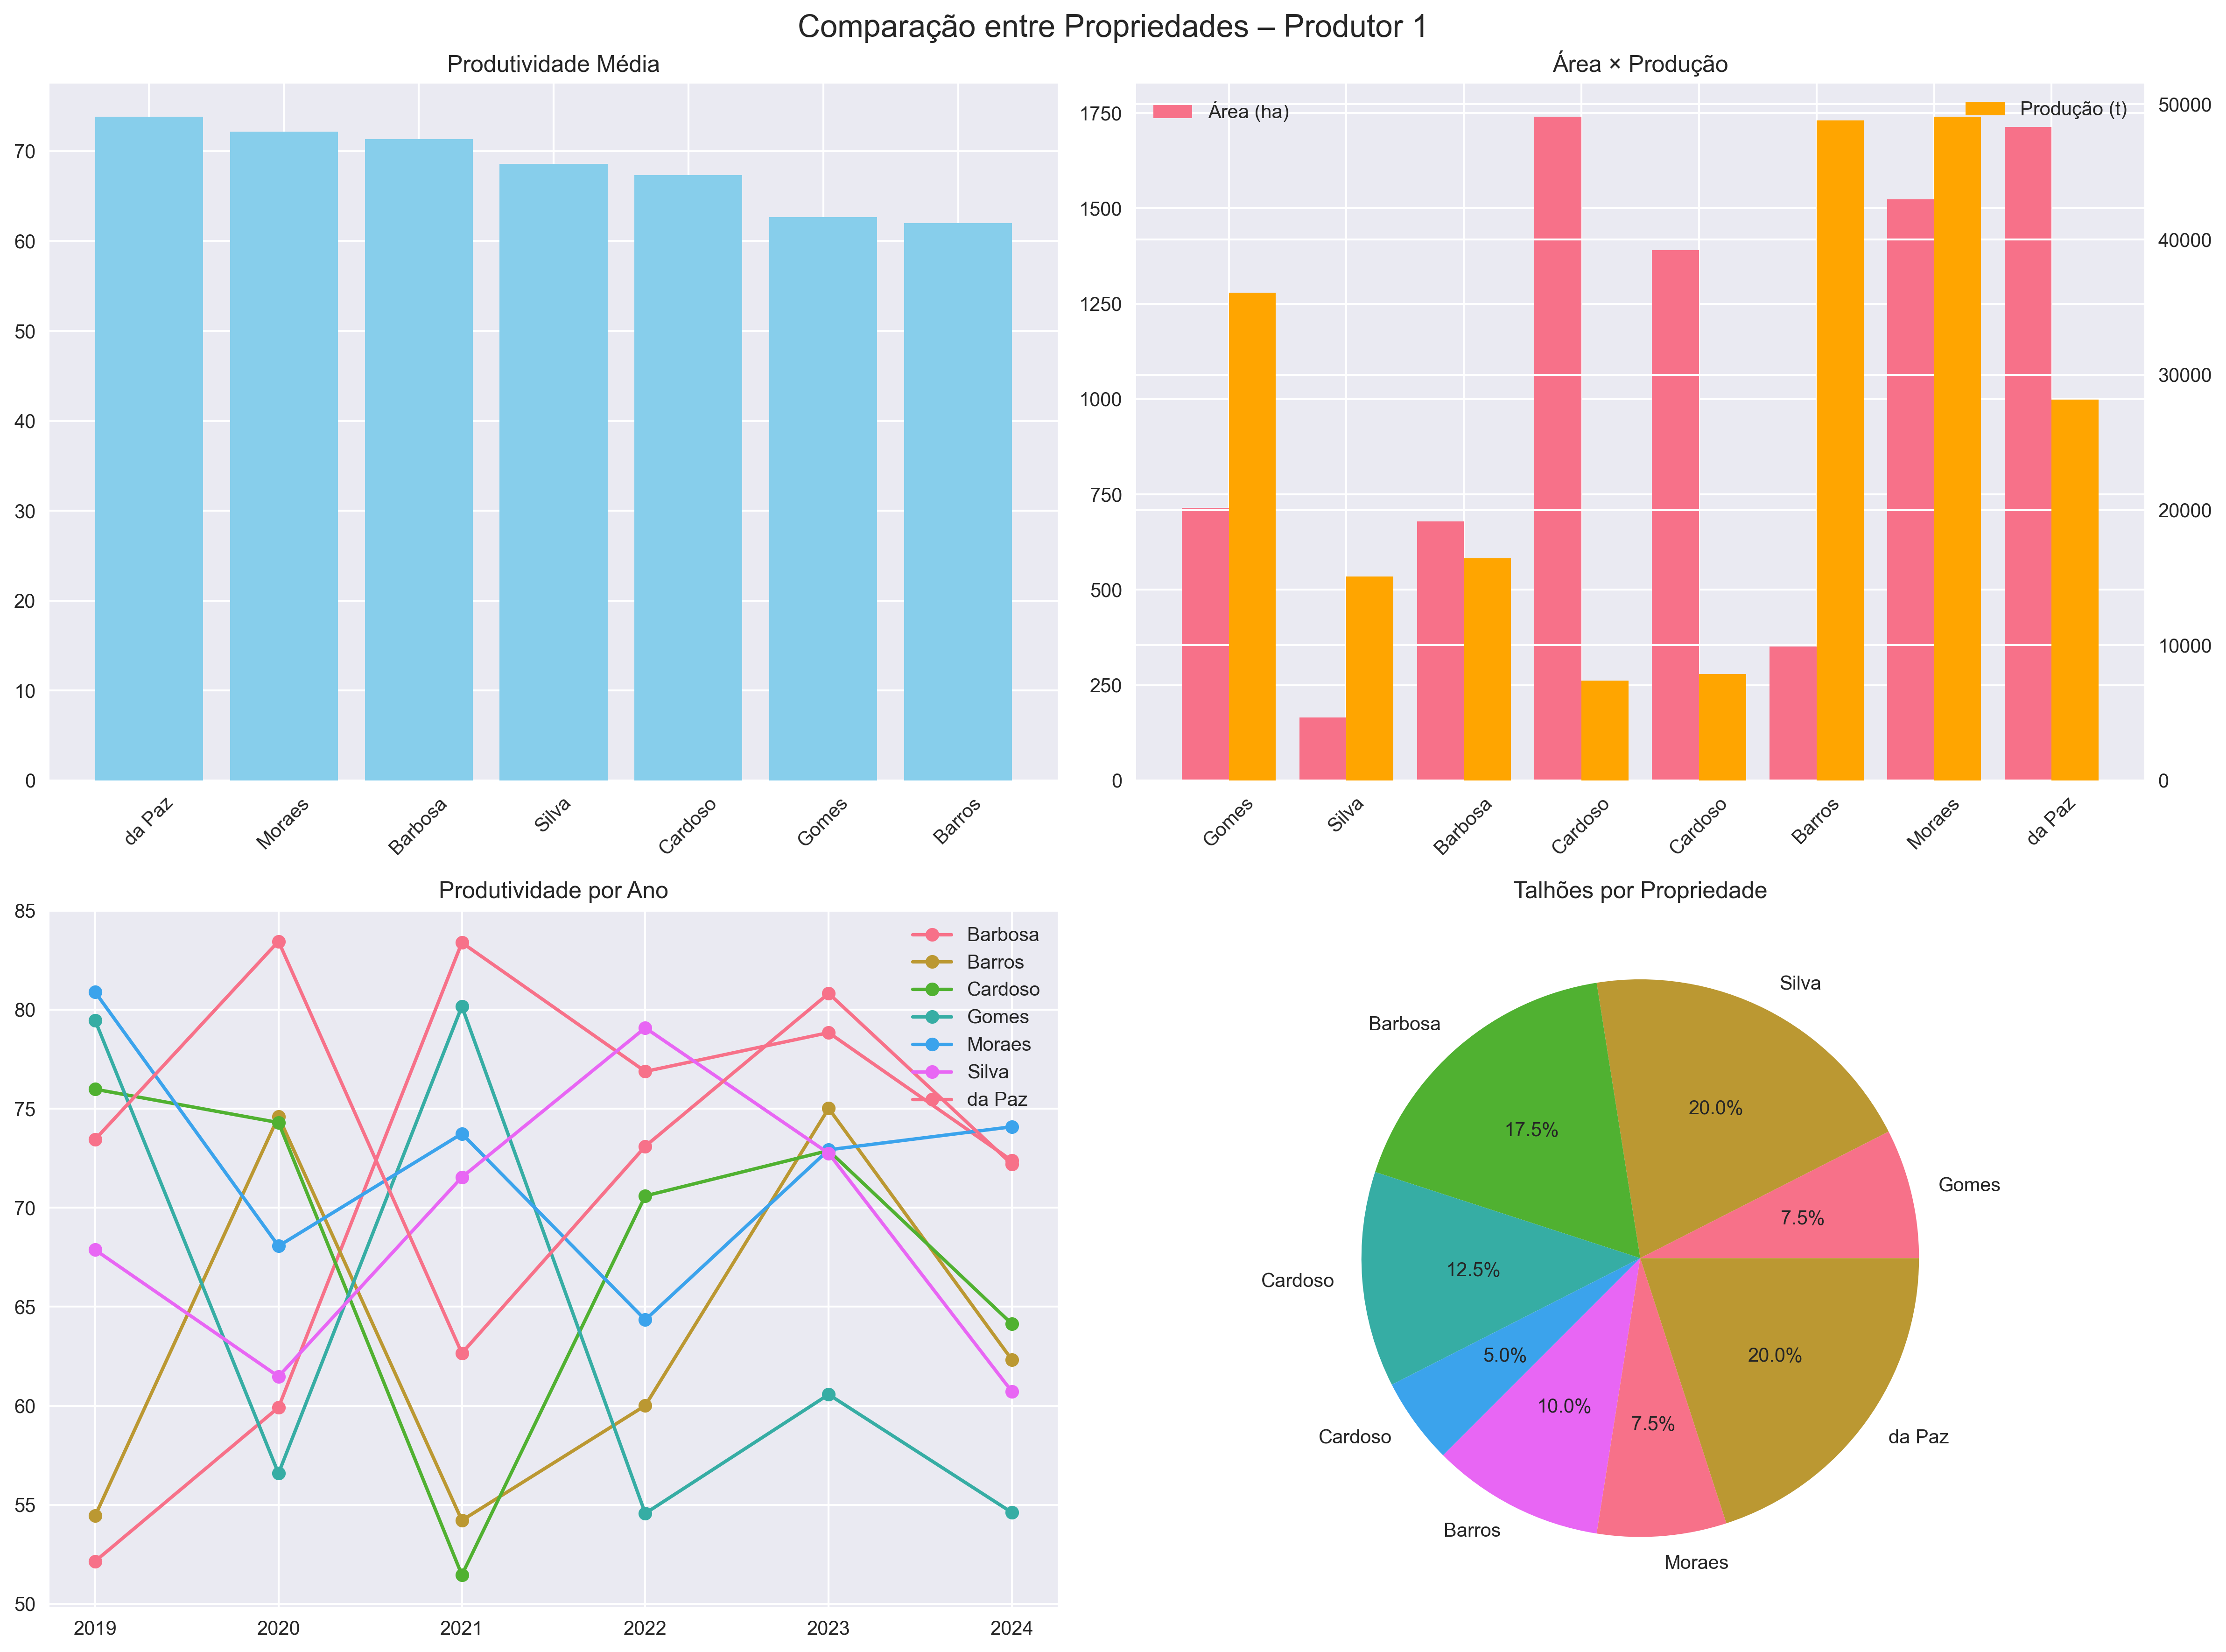 Comparação entre Propriedades – Produtor 1
Produtividade Média
70
60
50
40
30
20
10
0
da Paz
Moraes
Barbosa
Silva
Cardoso
Gomes
Barros
Área × Produção
Área (ha)
Produção (t)
1750
1500
1250
1000
750
500
250
0
50000
40000
30000
20000
10000
0
Gomes
Silva
Barbosa
Cardoso
Cardoso
Barros
Moraes
da Paz
Produtividade por Ano
85
80
75
70
65
60
55
50
Barbosa
Barros
Cardoso
Gomes
Moraes
Silva
da Paz
2019
2020
2021
2022
2023
2024
Talhões por Propriedade
Silva
20.0%
Barbosa
17.5%
Gomes
7.5%
Cardoso
12.5%
Cardoso
5.0%
Barros
10.0%
Moraes
7.5%
da Paz
20.0%